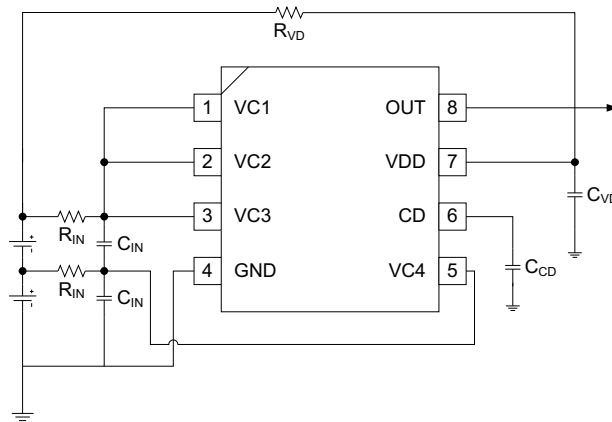 RVD
1 VC1 OUT 8
2 VC2 VDD 7
CVD
3 VC3 CD 6
RIN
CIN
CCD
4 GND VC4 5
RIN
CIN